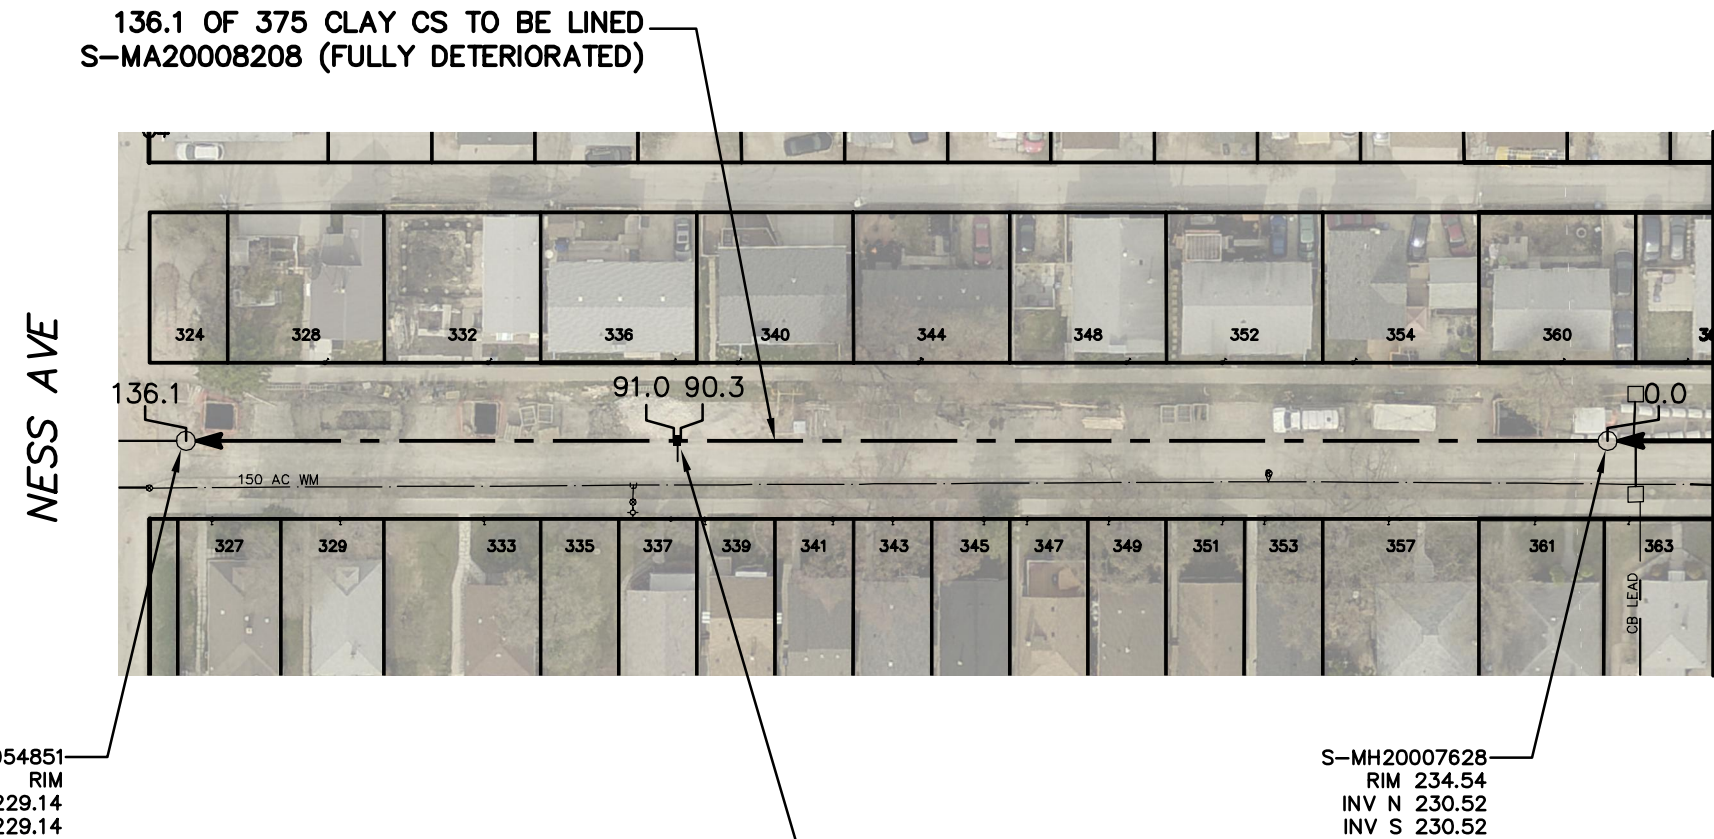 136.1 OF 375 CLAY CS TO BE LINED
S-MA20008208 (FULLY DETERIORATED)
NESS AVE
324 328 332 336 340 344 348 352 354 360
136.1 91.0 90.3 0.0
150 AC WM
327 329 333 335 337 339 341 343 345 347 349 351 353 357 361 363
CB LEAD
054851
RIM
229.14
229.14
S-MH20007628
RIM 234.54
INV N 230.52
INV S 230.52